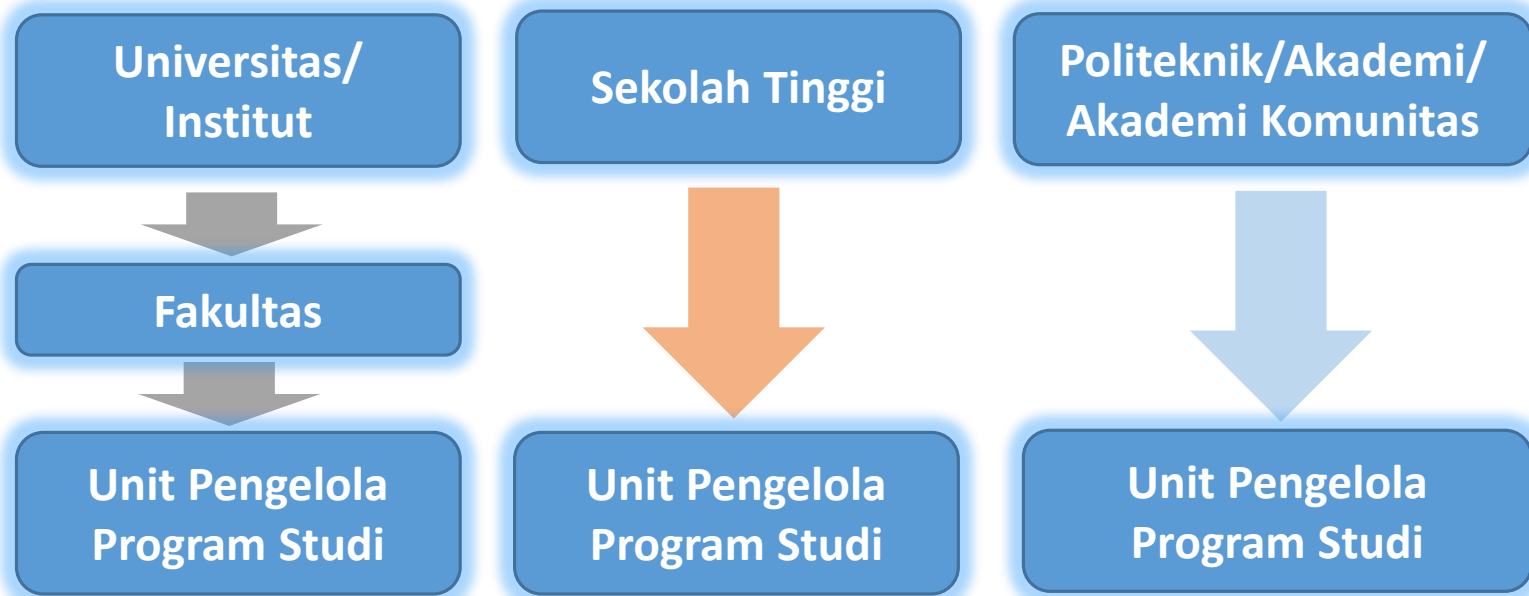 Universitas/
Institut
Sekolah Tinggi
Politeknik/Akademi/
Akademi Komunitas
Fakultas
Unit Pengelola
Program Studi
Unit Pengelola
Program Studi
Unit Pengelola
Program Studi